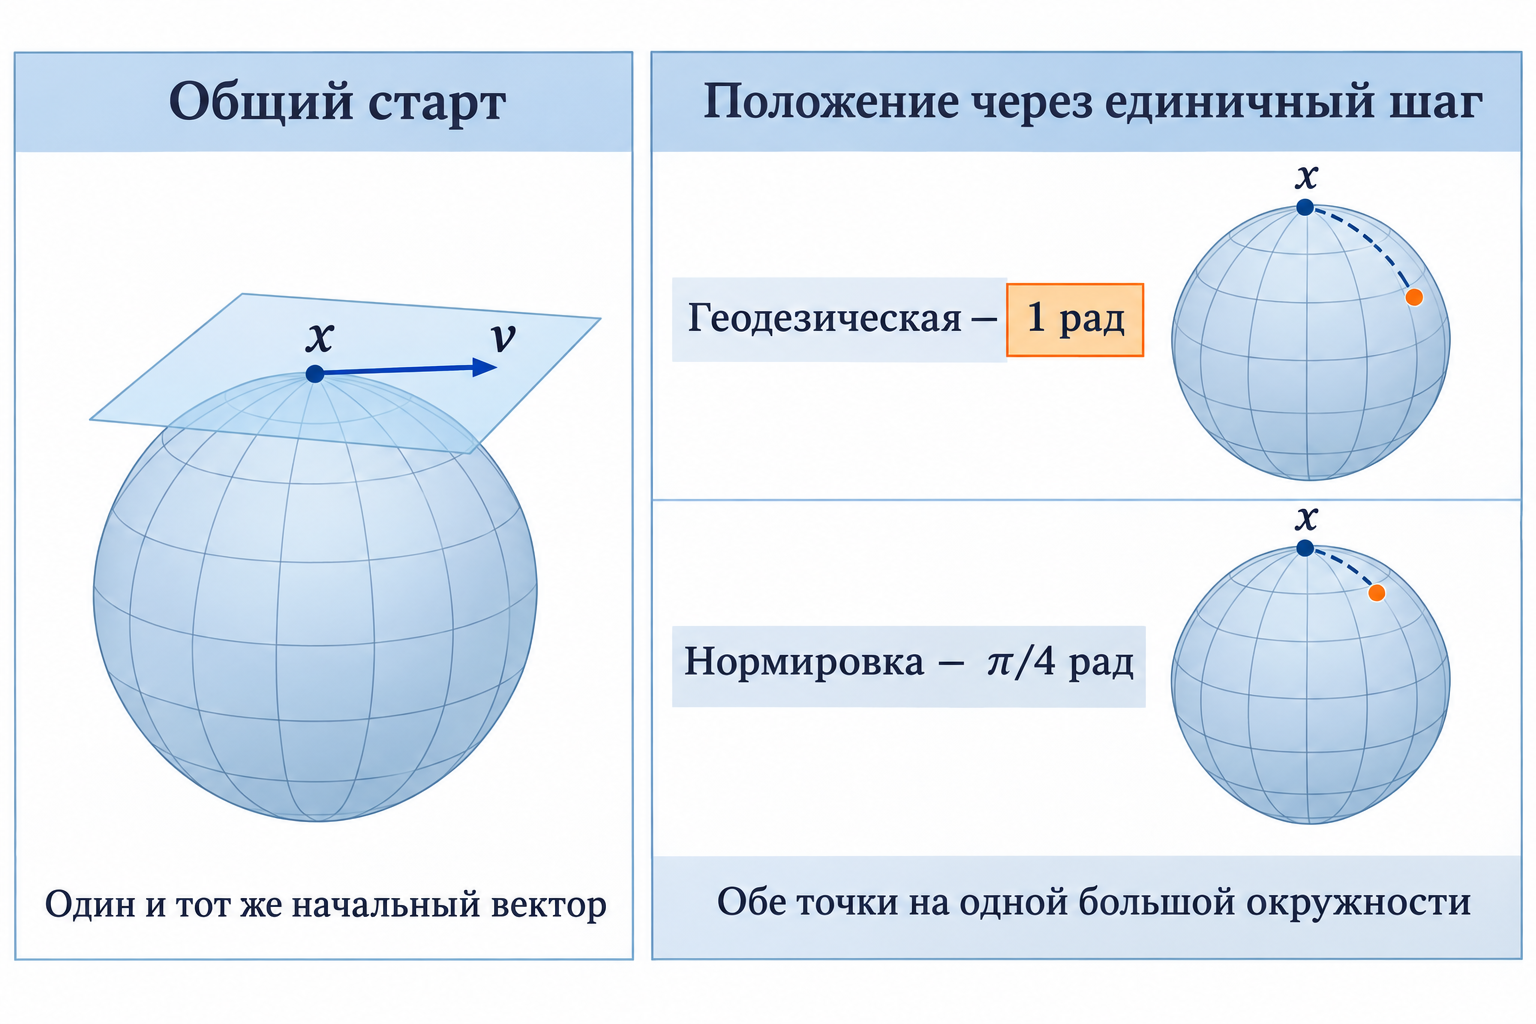 Общий старт
x
v
Один и тот же начальный вектор
Положение через единичный шаг
x
Геодезическая – 1 рад
x
Нормировка – π/4 рад
Обе точки на одной большой окружности